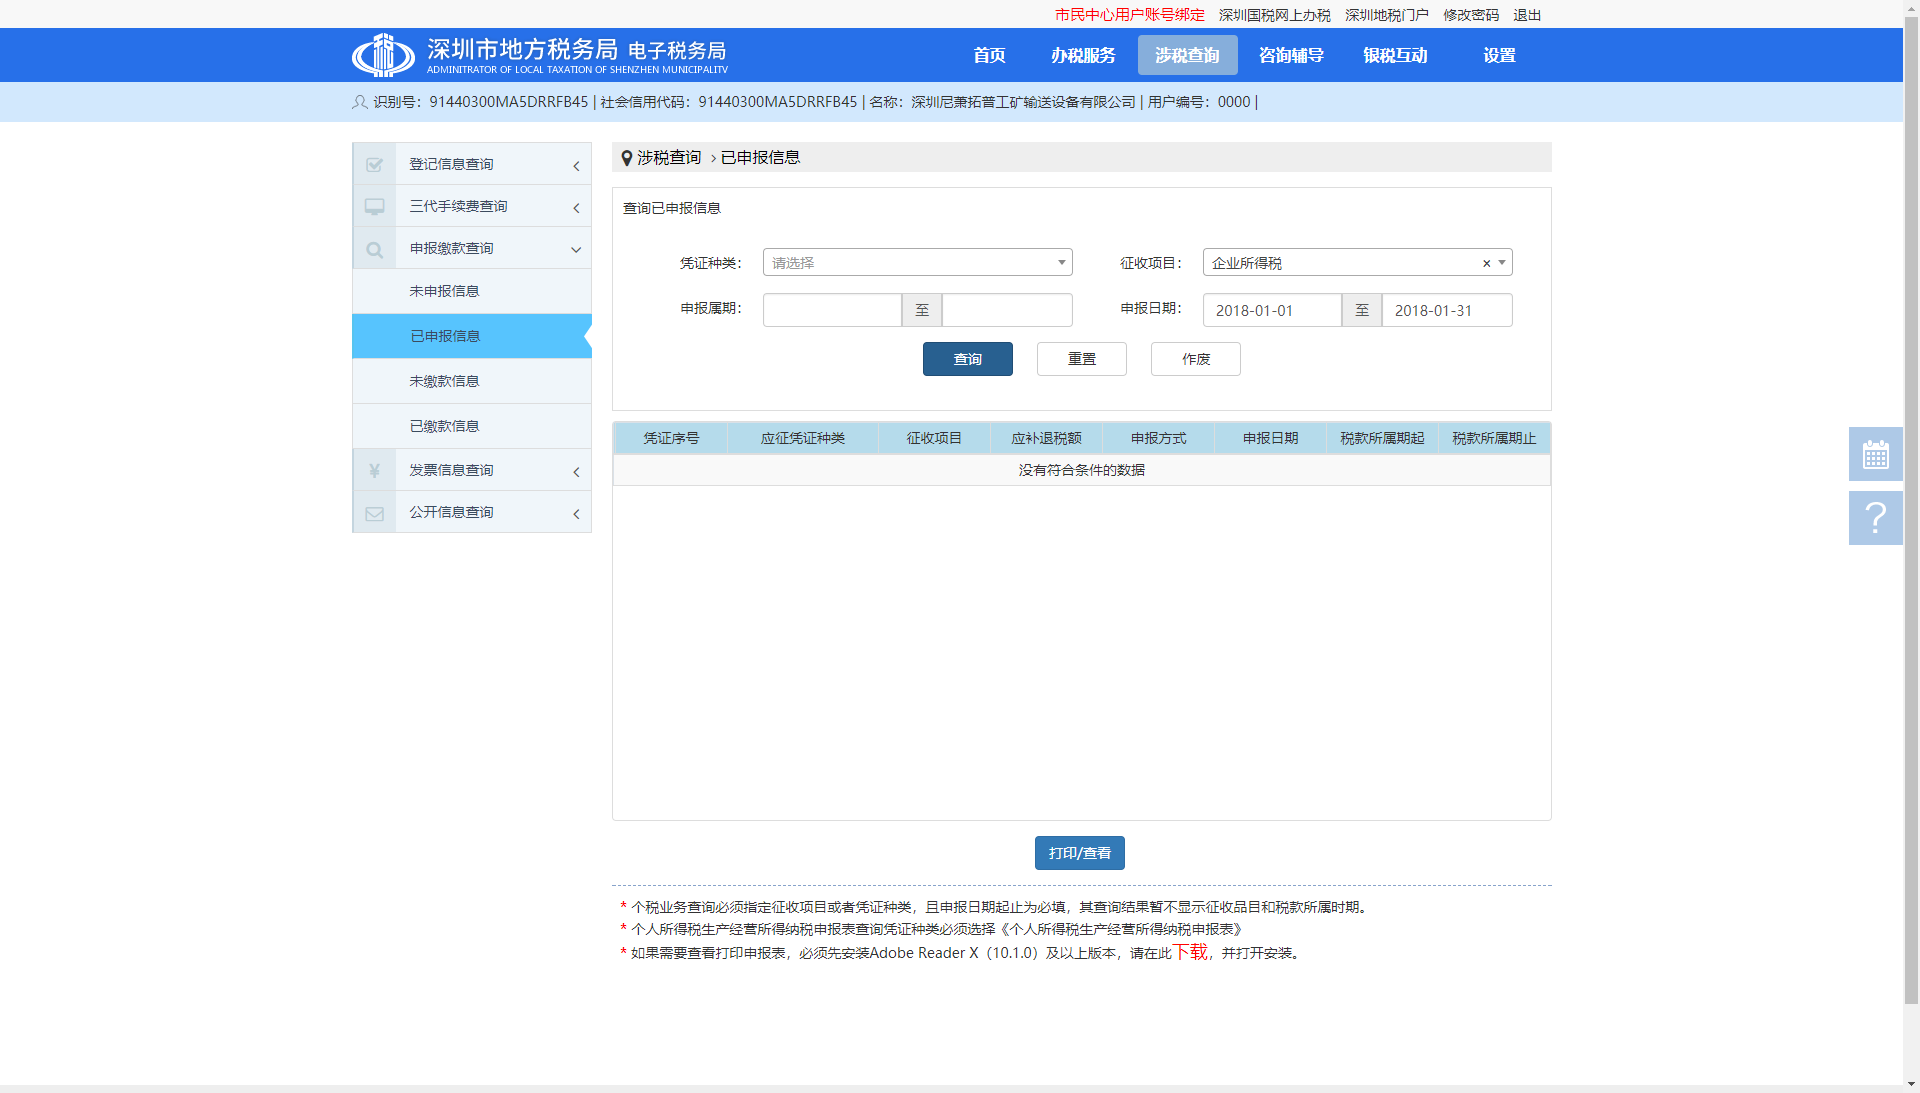 市民中心用户账号绑定 深圳国税网上办税 深圳地税门户 修改密码 退出
深圳市地方税务局 电子税务局
ADMINITRATOR OF LOCAL TAXATION OF SHENZHEN MUNICIPALITV
首页 办税服务 涉税查询 咨询辅导 银税互动 设置
识别号：91440300MA5DRRFB45 | 社会信用代码：91440300MA5DRRFB45 | 名称：深圳尼萧拓普工矿输送设备有限公司 | 用户编号：0000 |
登记信息查询
三代手续费查询
申报缴款查询
未申报信息
已申报信息
未缴款信息
已缴款信息
发票信息查询
公开信息查询
涉税查询 > 已申报信息
查询已申报信息
凭证种类： 请选择 征收项目： 企业所得税 ×
申报属期： 至 申报日期： 2018-01-01 至 2018-01-31
查询 重置 作废
凭证序号 应征凭证种类 征收项目 应补退税额 申报方式 申报日期 税款所属期起 税款所属期止
没有符合条件的数据
打印/查看
* 个税业务查询必须指定征收项目或者凭证种类，且申报日期起止为必填，其查询结果暂不显示征收品目和税款所属时期。
* 个人所得税生产经营所得纳税申报表查询凭证种类必须选择《个人所得税生产经营所得纳税申报表》
* 如果需要查看打印申报表，必须先安装Adobe Reader X（10.1.0）及以上版本，请在此下载，并打开安装。